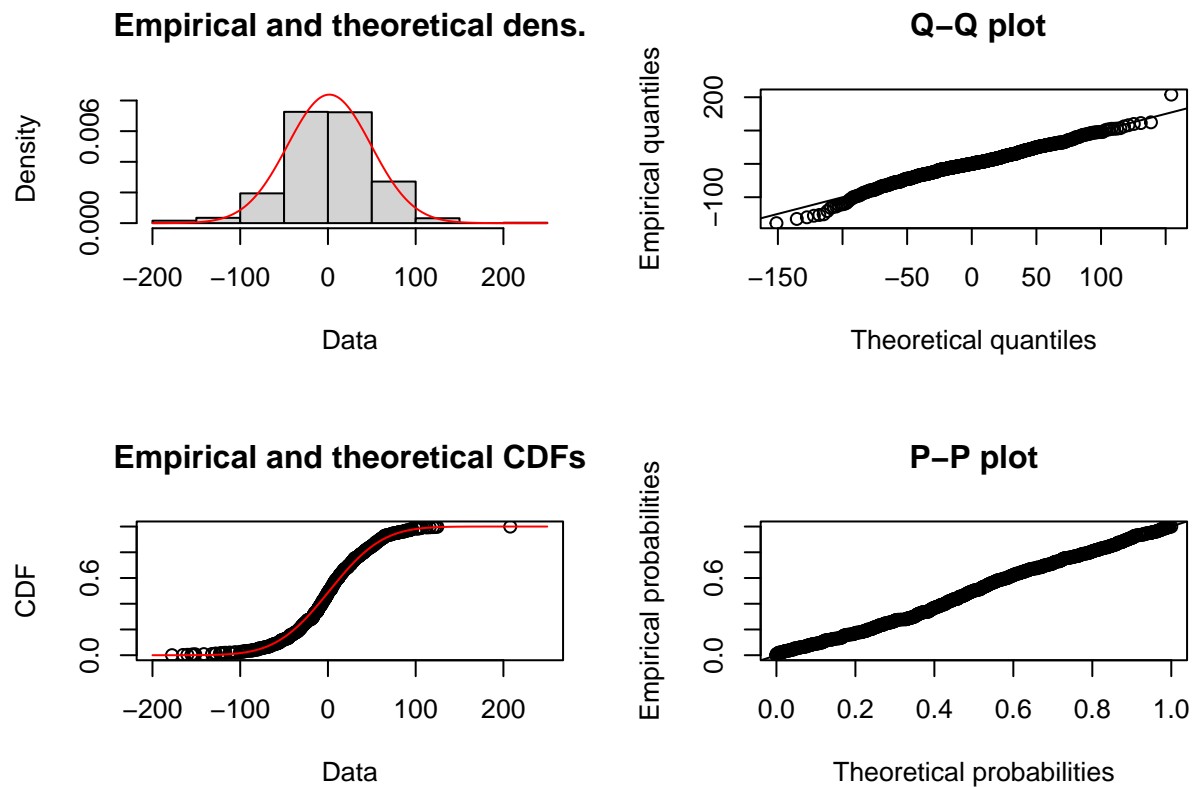 Empirical and theoretical dens.
Density
0.000 0.006
−200 −100 0 100 200
Data
Q−Q plot
Empirical quantiles
−100 200
−150 −50 0 50 100
Theoretical quantiles
Empirical and theoretical CDFs
CDF
0.0 0.6
−200 −100 0 100 200
Data
P−P plot
Empirical probabilities
0.0 0.6
0.0 0.2 0.4 0.6 0.8 1.0
Theoretical probabilities